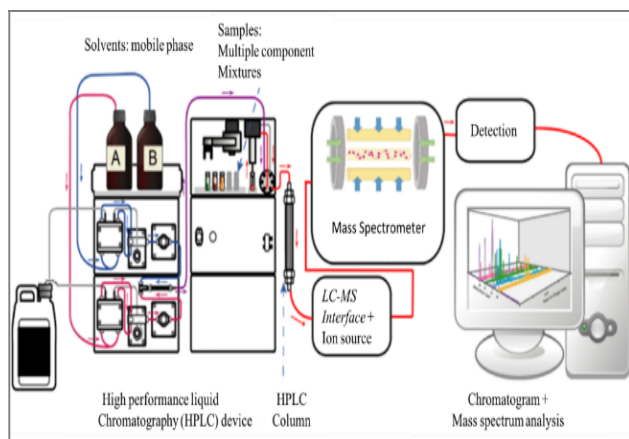 Solvents: mobile phase
Samples:
Multiple component
Mixtures
A
B
Mass Spectrometer
Detection
LC-MS
Interface+
Ion source
High performance liquid
Chromatography (HPLC) device
HPLC
Column
Chromatogram +
Mass spectrum analysis